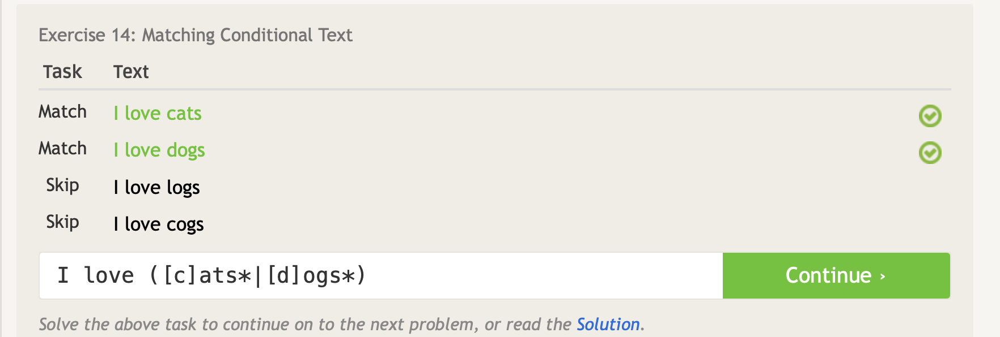 Exercise 14: Matching Conditional Text
Task Text
Match I love cats
Match I love dogs
Skip I love logs
Skip I love cogs
I love ([c]ats*|[d]ogs*) Continue ›
Solve the above task to continue on to the next problem, or read the Solution.